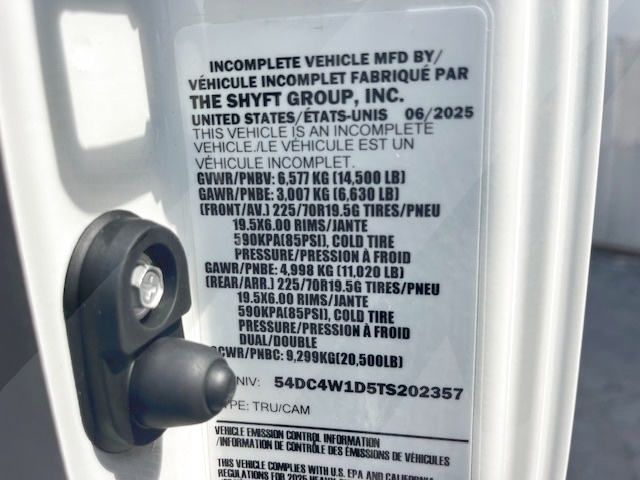 INCOMPLETE VEHICLE MFD BY/
VÉHICULE INCOMPLET FABRIQUÉ PAR
THE SHYFT GROUP, INC.
UNITED STATES/ÉTATS-UNIS 06/2025
THIS VEHICLE IS AN INCOMPLETE
VEHICLE./LE VÉHICULE EST UN
VÉHICULE INCOMPLET.
GVWR/PNBV: 6,577 KG (14,500 LB)
GAWR/PNBE: 3,007 KG (6,630 LB)
(FRONT/AV.) 225/70R19.5G TIRES/PNEU
19.5X6.00 RIMS/JANTE
590KPA(85PSI), COLD TIRE
PRESSURE/PRESSION À FROID
GAWR/PNBE: 4,998 KG (11,020 LB)
(REAR/ARR.) 225/70R19.5G TIRES/PNEU
19.5X6.00 RIMS/JANTE
590KPA(85PSI), COLD TIRE
PRESSURE/PRESSION À FROID
DUAL/DOUBLE
GCWR/PNBC: 9,299KG(20,500LB)
NIV: 54DC4W1D5TS202357
TYPE: TRU/CAM
VEHICLE EMISSION CONTROL INFORMATION
/INFORMATION DE CONTRÔLE DES ÉMISSIONS DE VÉHICULES
THIS VEHICLE COMPLIES WITH U.S. EPA AND CALIFORNIA
REGULATIONS FOR 2025 HEAVY